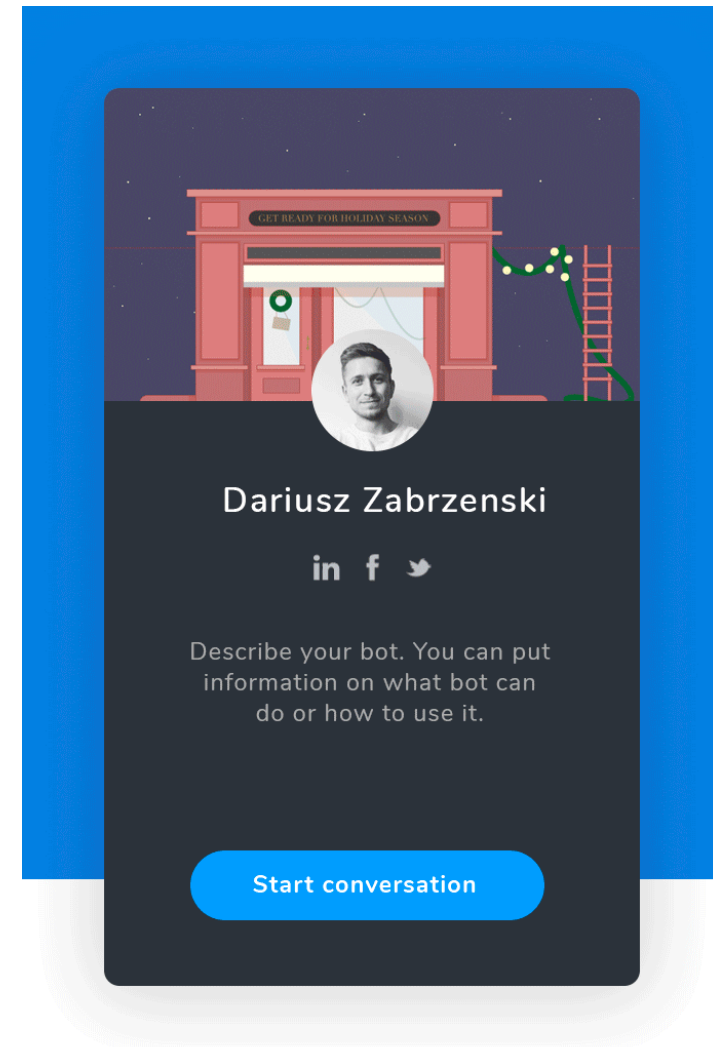 GET READY FOR HOLIDAY SEASON
Dariusz Zabrzenski
in f
Describe your bot. You can put
information on what bot can
do or how to use it.
Start conversation